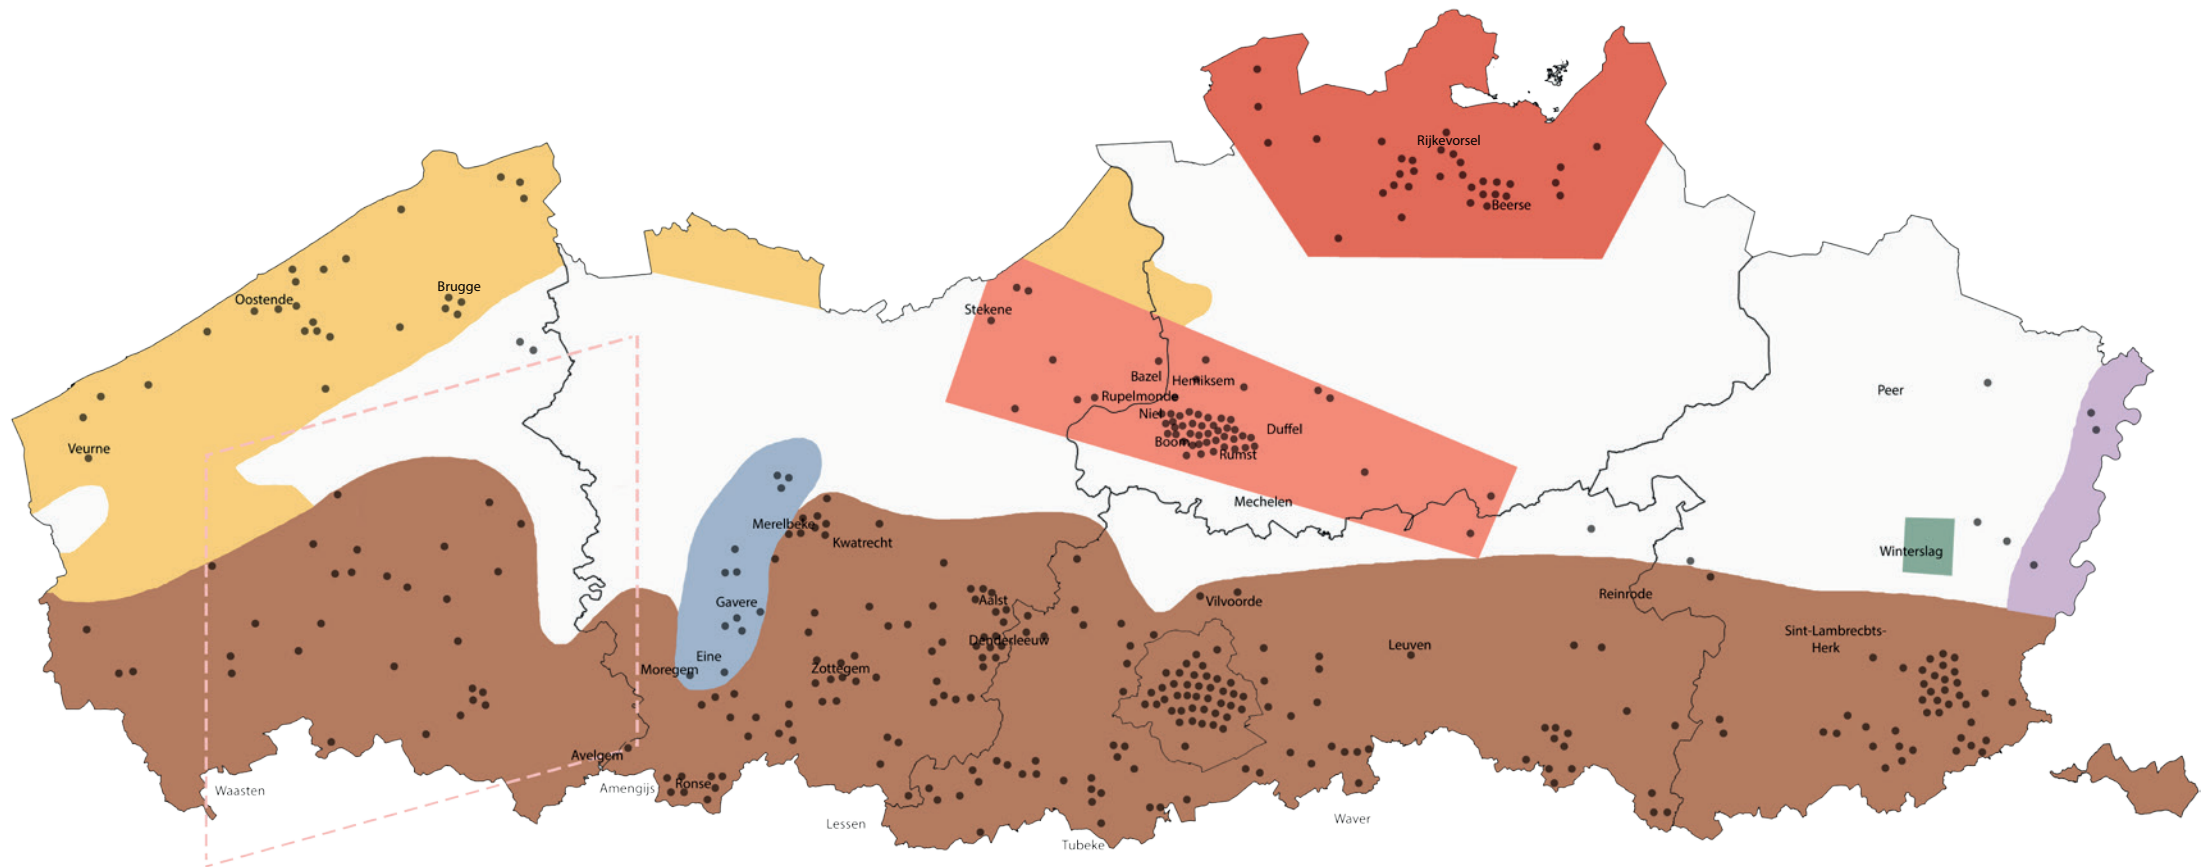 Rijkevorsel
Beerse
Brugge
Oostende
Stekene
Bazel
Hemiksem
Rupelmonde
Niel
Boom
Duffel
Rumst
Peer
Veurne
Mechelen
Merelbeke
Kwatrecht
Winterslag
Gavere
Aalst
Vilvoorde
Reinrode
Denderleeuw
Sint-Lambrecbts-
Herk
Leuven
Eine
Moregem
Zottegem
Avelgem
Ronse
Waasten
Amengijs
Lessen
Waver
Tubeke